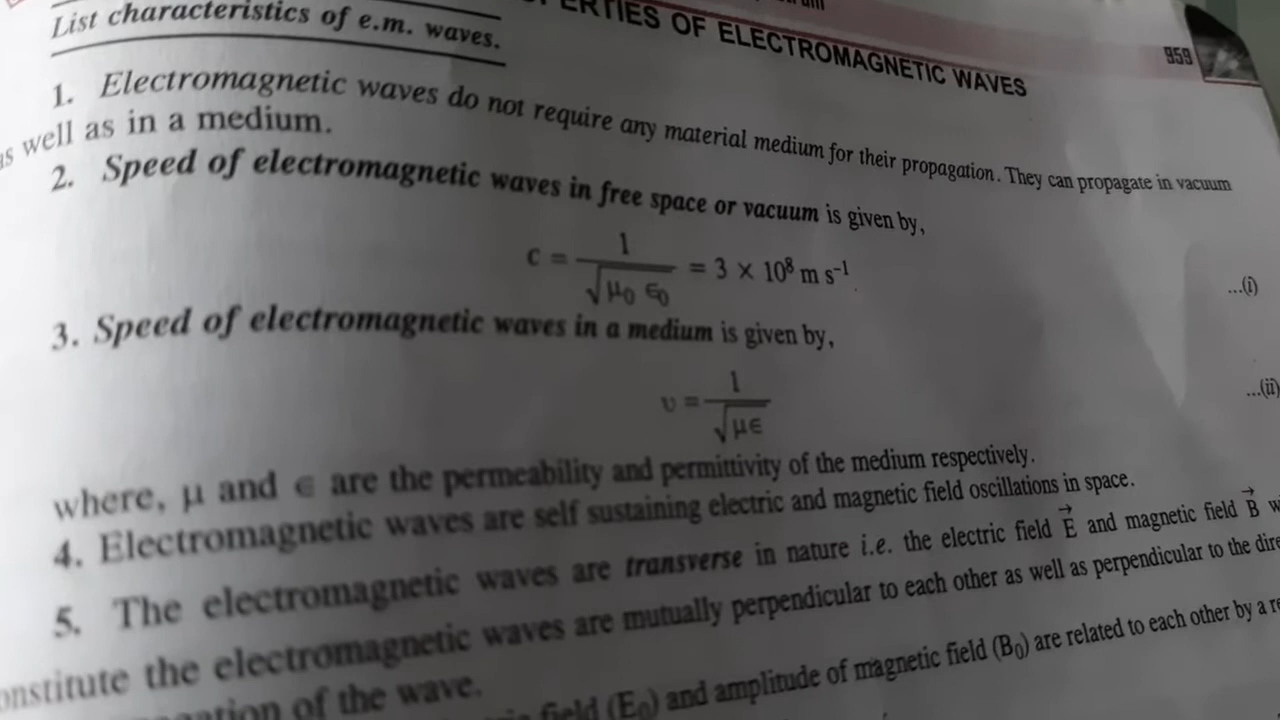 OF ELECTROMAGNETIC WAVES
959
List characteristics of e.m. waves.
1. Electromagnetic waves do not require any material medium for their propagation. They can propagate in vacuum
well as in a medium.
2. Speed of electromagnetic waves in free space or vacuum is given by,
c = 1/√μ₀ ε₀ = 3 × 10⁸ m s⁻¹ ...(i)
3. Speed of electromagnetic waves in a medium is given by,
υ = 1/√με ...(ii)
where, μ and ε are the permeability and permittivity of the medium respectively.
4. Electromagnetic waves are self sustaining electric and magnetic field oscillations in space.
5. The electromagnetic waves are transverse in nature i.e. the electric field E⃗ and magnetic field B⃗
the electromagnetic waves are mutually perpendicular to each other as well as perpendicular to the
of the wave.
field (E₀) and amplitude of magnetic field (B₀) are related to each other by a